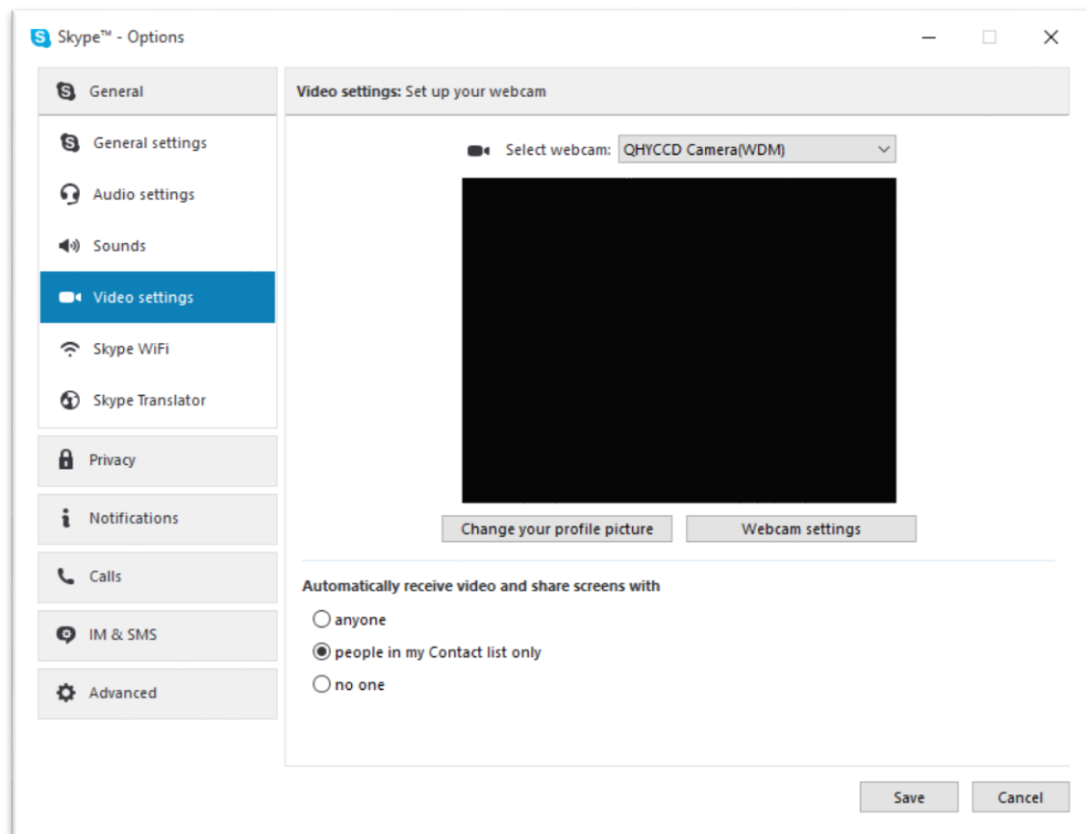 Skype™ - Options
General
General settings
Audio settings
Sounds
Video settings
Skype WiFi
Skype Translator
Privacy
Notifications
Calls
IM & SMS
Advanced
Video settings: Set up your webcam
Select webcam: QHYCCD Camera(WDM)
Change your profile picture Webcam settings
Automatically receive video and share screens with
anyone
people in my Contact list only
no one
Save Cancel